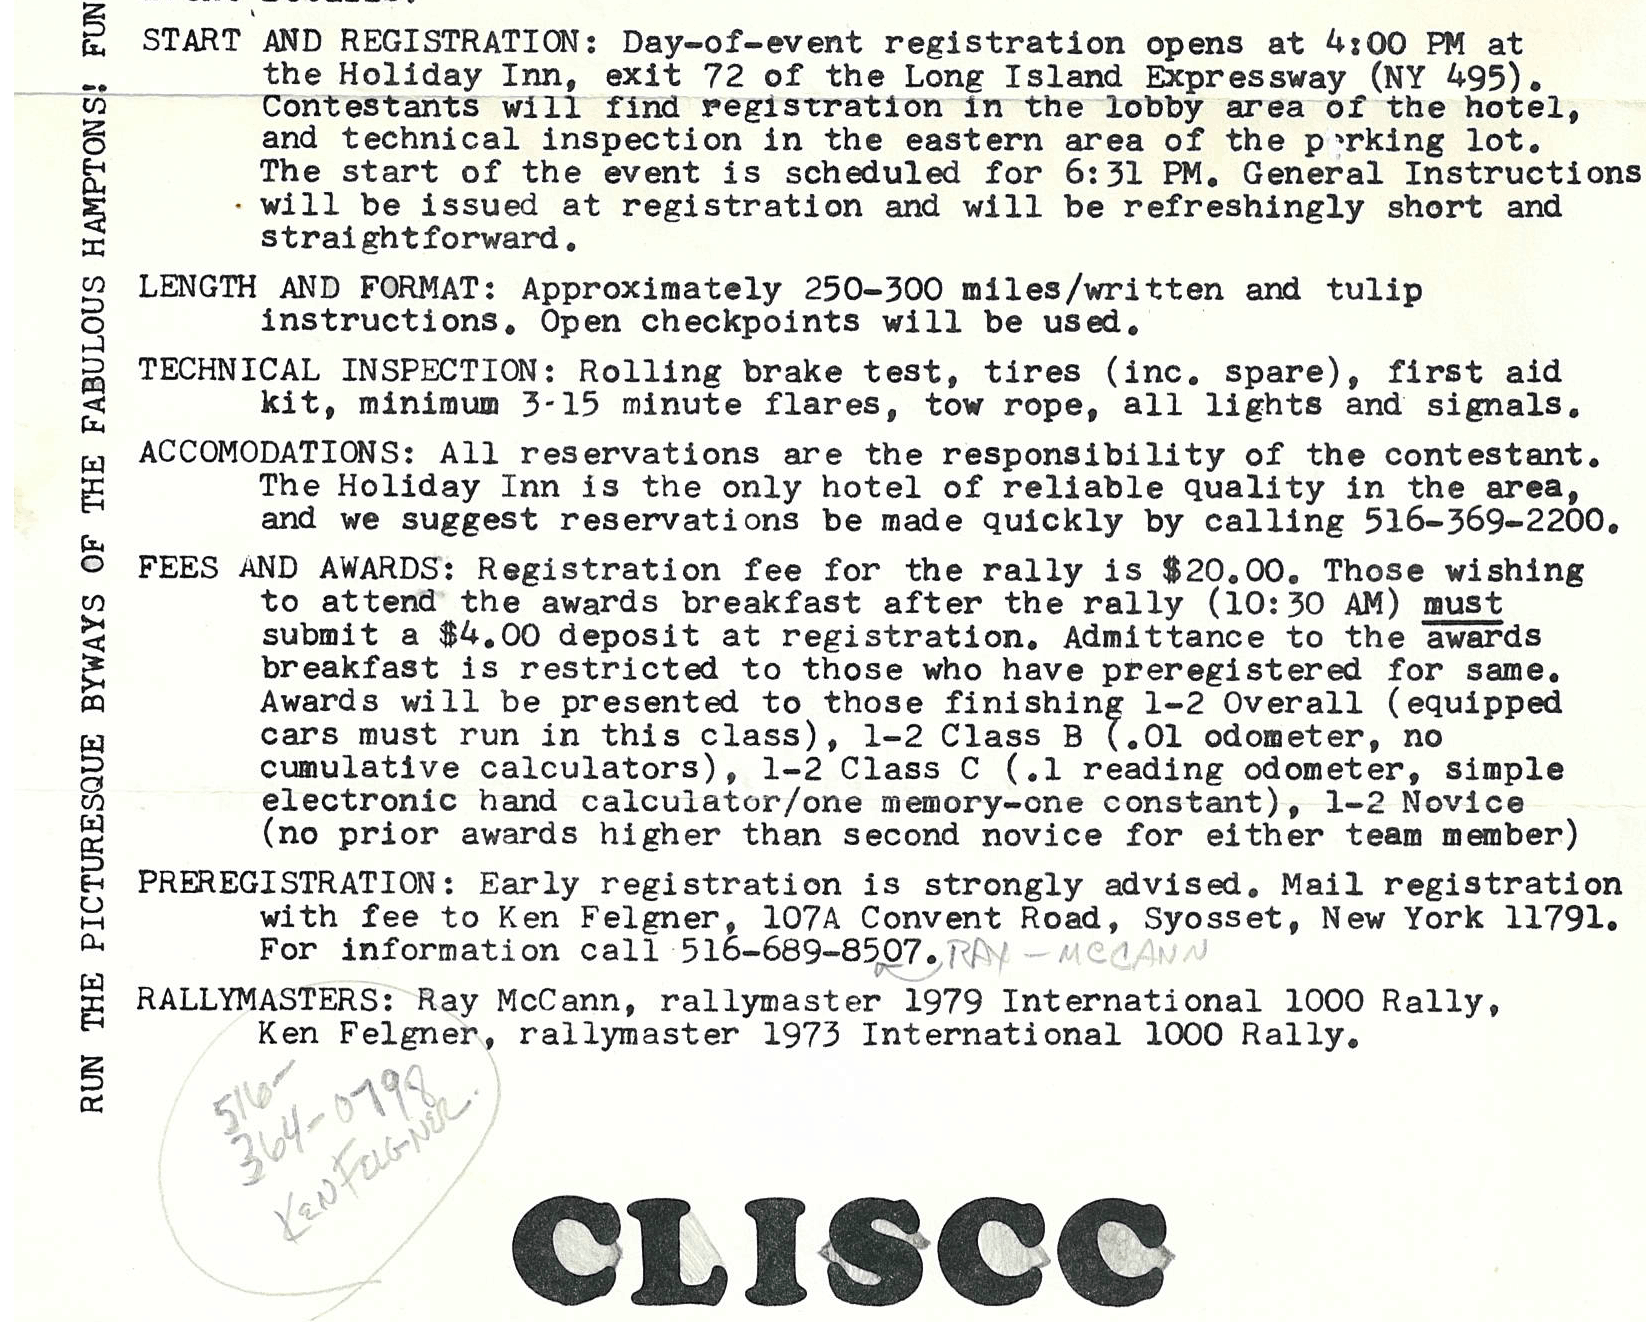 START AND REGISTRATION: Day-of-event registration opens at 4:00 PM at
the Holiday Inn, exit 72 of the Long Island Expressway (NY 495).
Contestants will find registration in the lobby area of the hotel,
and technical inspection in the eastern area of the parking lot.
The start of the event is scheduled for 6:31 PM. General Instructions
will be issued at registration and will be refreshingly short and
straightforward.
LENGTH AND FORMAT: Approximately 250-300 miles/written and tulip
instructions. Open checkpoints will be used.
TECHNICAL INSPECTION: Rolling brake test, tires (inc. spare), first aid
kit, minimum 3-15 minute flares, tow rope, all lights and signals.
ACCOMODATIONS: All reservations are the responsibility of the contestant.
The Holiday Inn is the only hotel of reliable quality in the area,
and we suggest reservations be made quickly by calling 516-369-2200.
FEES AND AWARDS: Registration fee for the rally is $20.00. Those wishing
to attend the awards breakfast after the rally (10:30 AM) must
submit a $4.00 deposit at registration. Admittance to the awards
breakfast is restricted to those who have preregistered for same.
Awards will be presented to those finishing 1-2 Overall (equipped
cars must run in this class), 1-2 Class B (.01 odometer, no
cumulative calculators), 1-2 Class C (.1 reading odometer, simple
electronic hand calculator/one memory-one constant), 1-2 Novice
(no prior awards higher than second novice for either team member)
PREREGISTRATION: Early registration is strongly advised. Mail registration
with fee to Ken Felgner, 107A Convent Road, Syosset, New York 11791.
For information call 516-689-8507. RAY - MCCANN
RALLYMASTERS: Ray McCann, rallymaster 1979 International 1000 Rally,
Ken Felgner, rallymaster 1973 International 1000 Rally.
516-
364-0798
KEN FELGNER.
CLISCC
RUN THE PICTURESQUE BYWAYS OF THE FABULOUS HAMPTONS! FUN